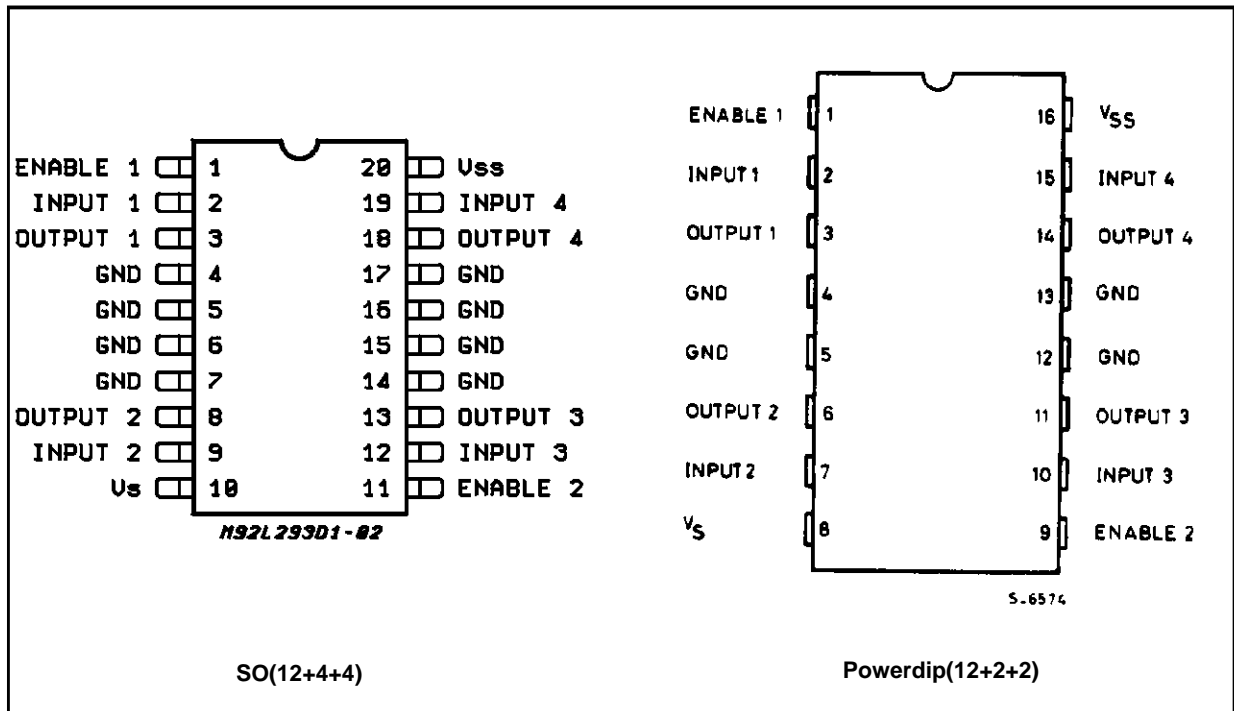 ENABLE 1 1 20 Vss
INPUT 1 2 19 INPUT 4
OUTPUT 1 3 18 OUTPUT 4
GND 4 17 GND
GND 5 16 GND
GND 6 15 GND
GND 7 14 GND
OUTPUT 2 8 13 OUTPUT 3
INPUT 2 9 12 INPUT 3
Vs 10 11 ENABLE 2
M92L293D1-02
SO(12+4+4)
ENABLE 1 1 16 VSS
INPUT 1 2 15 INPUT 4
OUTPUT 1 3 14 OUTPUT 4
GND 4 13 GND
GND 5 12 GND
OUTPUT 2 6 11 OUTPUT 3
INPUT 2 7 10 INPUT 3
VS 8 9 ENABLE 2
S-6574
Powerdip(12+2+2)